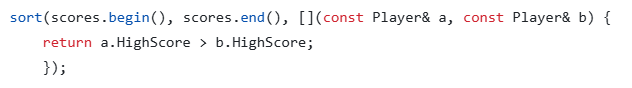 sort(scores.begin(), scores.end(), [](const Player& a, const Player& b) {
    return a.HighScore > b.HighScore;
    });